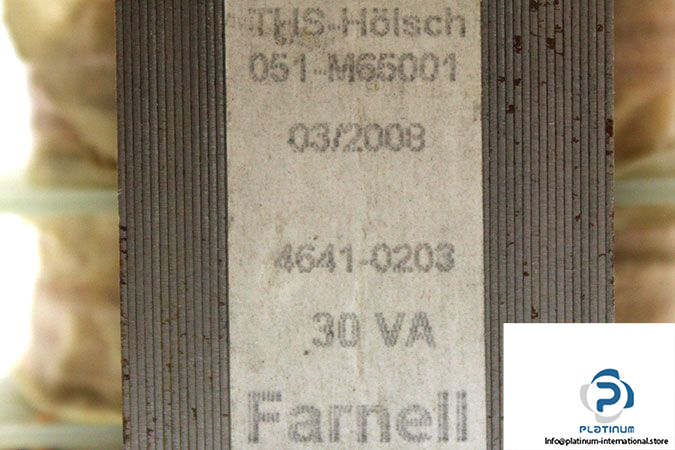 THS-Hölsch
051-M65001
03/2008
4641-0203
30 VA
Farnell
PLATINUM
Info@platinum-international.store